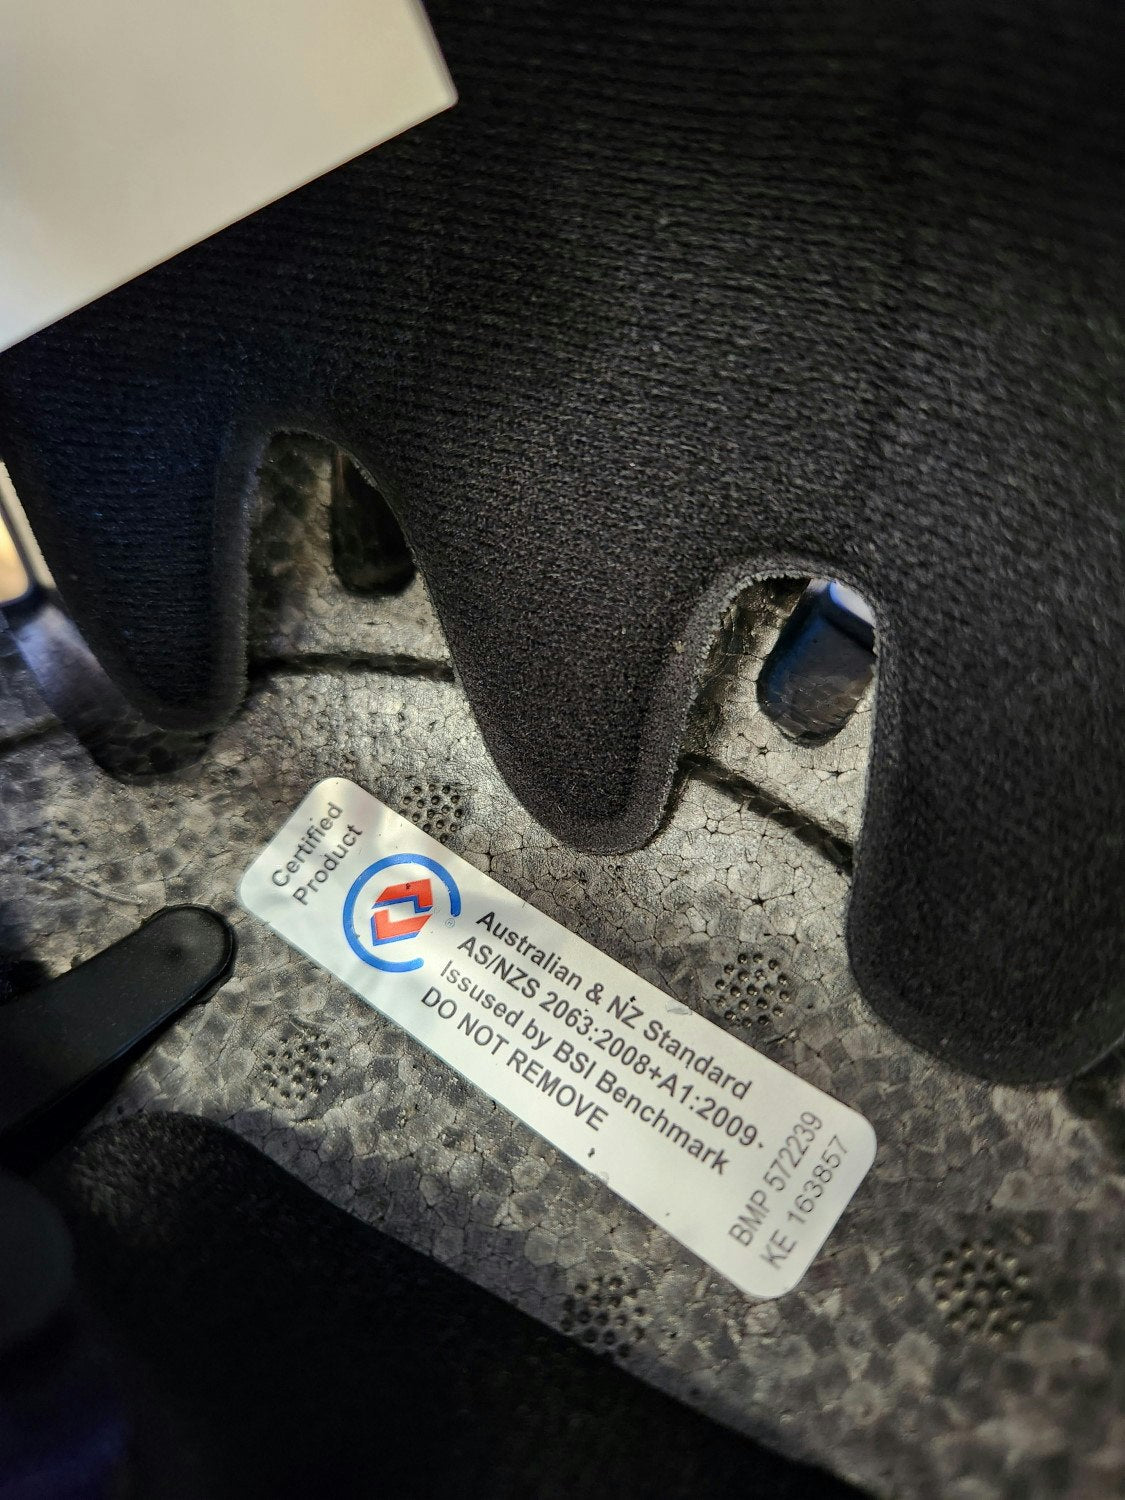 Certified
Product
®
Australian & NZ Standard
AS/NZS 2063:2008+A1:2009.
Issused by BSI Benchmark
DO NOT REMOVE
BMP 572239
KE 163857